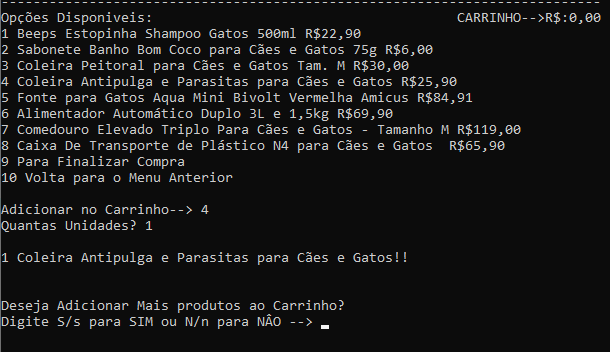 --------------------------------------------------------------------------------
Opções Disponiveis: CARRINHO-->R$:0,00
1 Beeps Estopinha Shampoo Gatos 500ml R$22,90
2 Sabonete Banho Bom Coco para Cães e Gatos 75g R$6,00
3 Coleira Peitoral para Cães e Gatos Tam. M R$30,00
4 Coleira Antipulga e Parasitas para Cães e Gatos R$25,90
5 Fonte para Gatos Aqua Mini Bivolt Vermelha Amicus R$84,91
6 Alimentador Automático Duplo 3L e 1,5kg R$69,90
7 Comedouro Elevado Triplo Para Cães e Gatos - Tamanho M R$119,00
8 Caixa De Transporte de Plástico N4 para Cães e Gatos  R$65,90
9 Para Finalizar Compra
10 Volta para o Menu Anterior
Adicionar no Carrinho--> 4
Quantas Unidades? 1
1 Coleira Antipulga e Parasitas para Cães e Gatos!!
Deseja Adicionar Mais produtos ao Carrinho?
Digite S/s para SIM ou N/n para NÂO -->